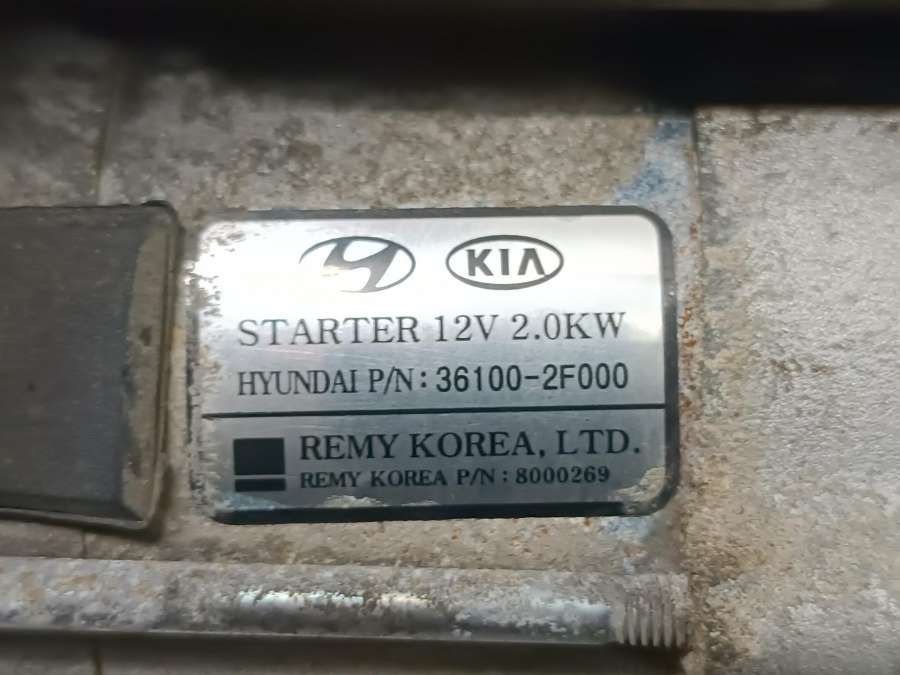 KIA
STARTER 12V 2.0KW
HYUNDAI P/N: 36100-2F000
REMY KOREA, LTD.
REMY KOREA P/N : 8000269